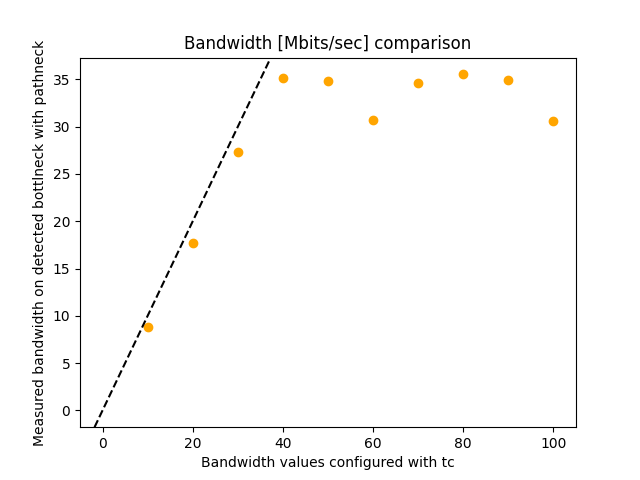 Bandwidth [Mbits/sec] comparison
Measured bandwidth on detected bottlneck with pathneck
35
30
25
20
15
10
5
0
0 20 40 60 80 100
Bandwidth values configured with tc